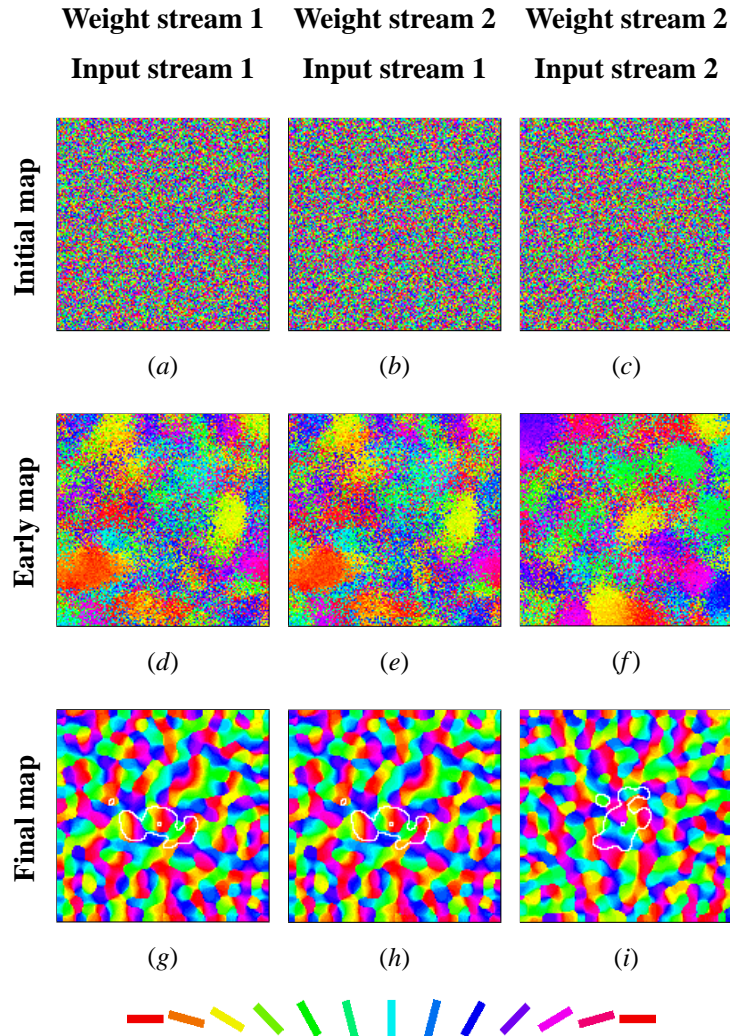 Weight stream 1 Weight stream 2 Weight stream 2
Input stream 1 Input stream 1 Input stream 2
Initial map
(a) (b) (c)
Early map
(d) (e) (f)
Final map
(g) (h) (i)